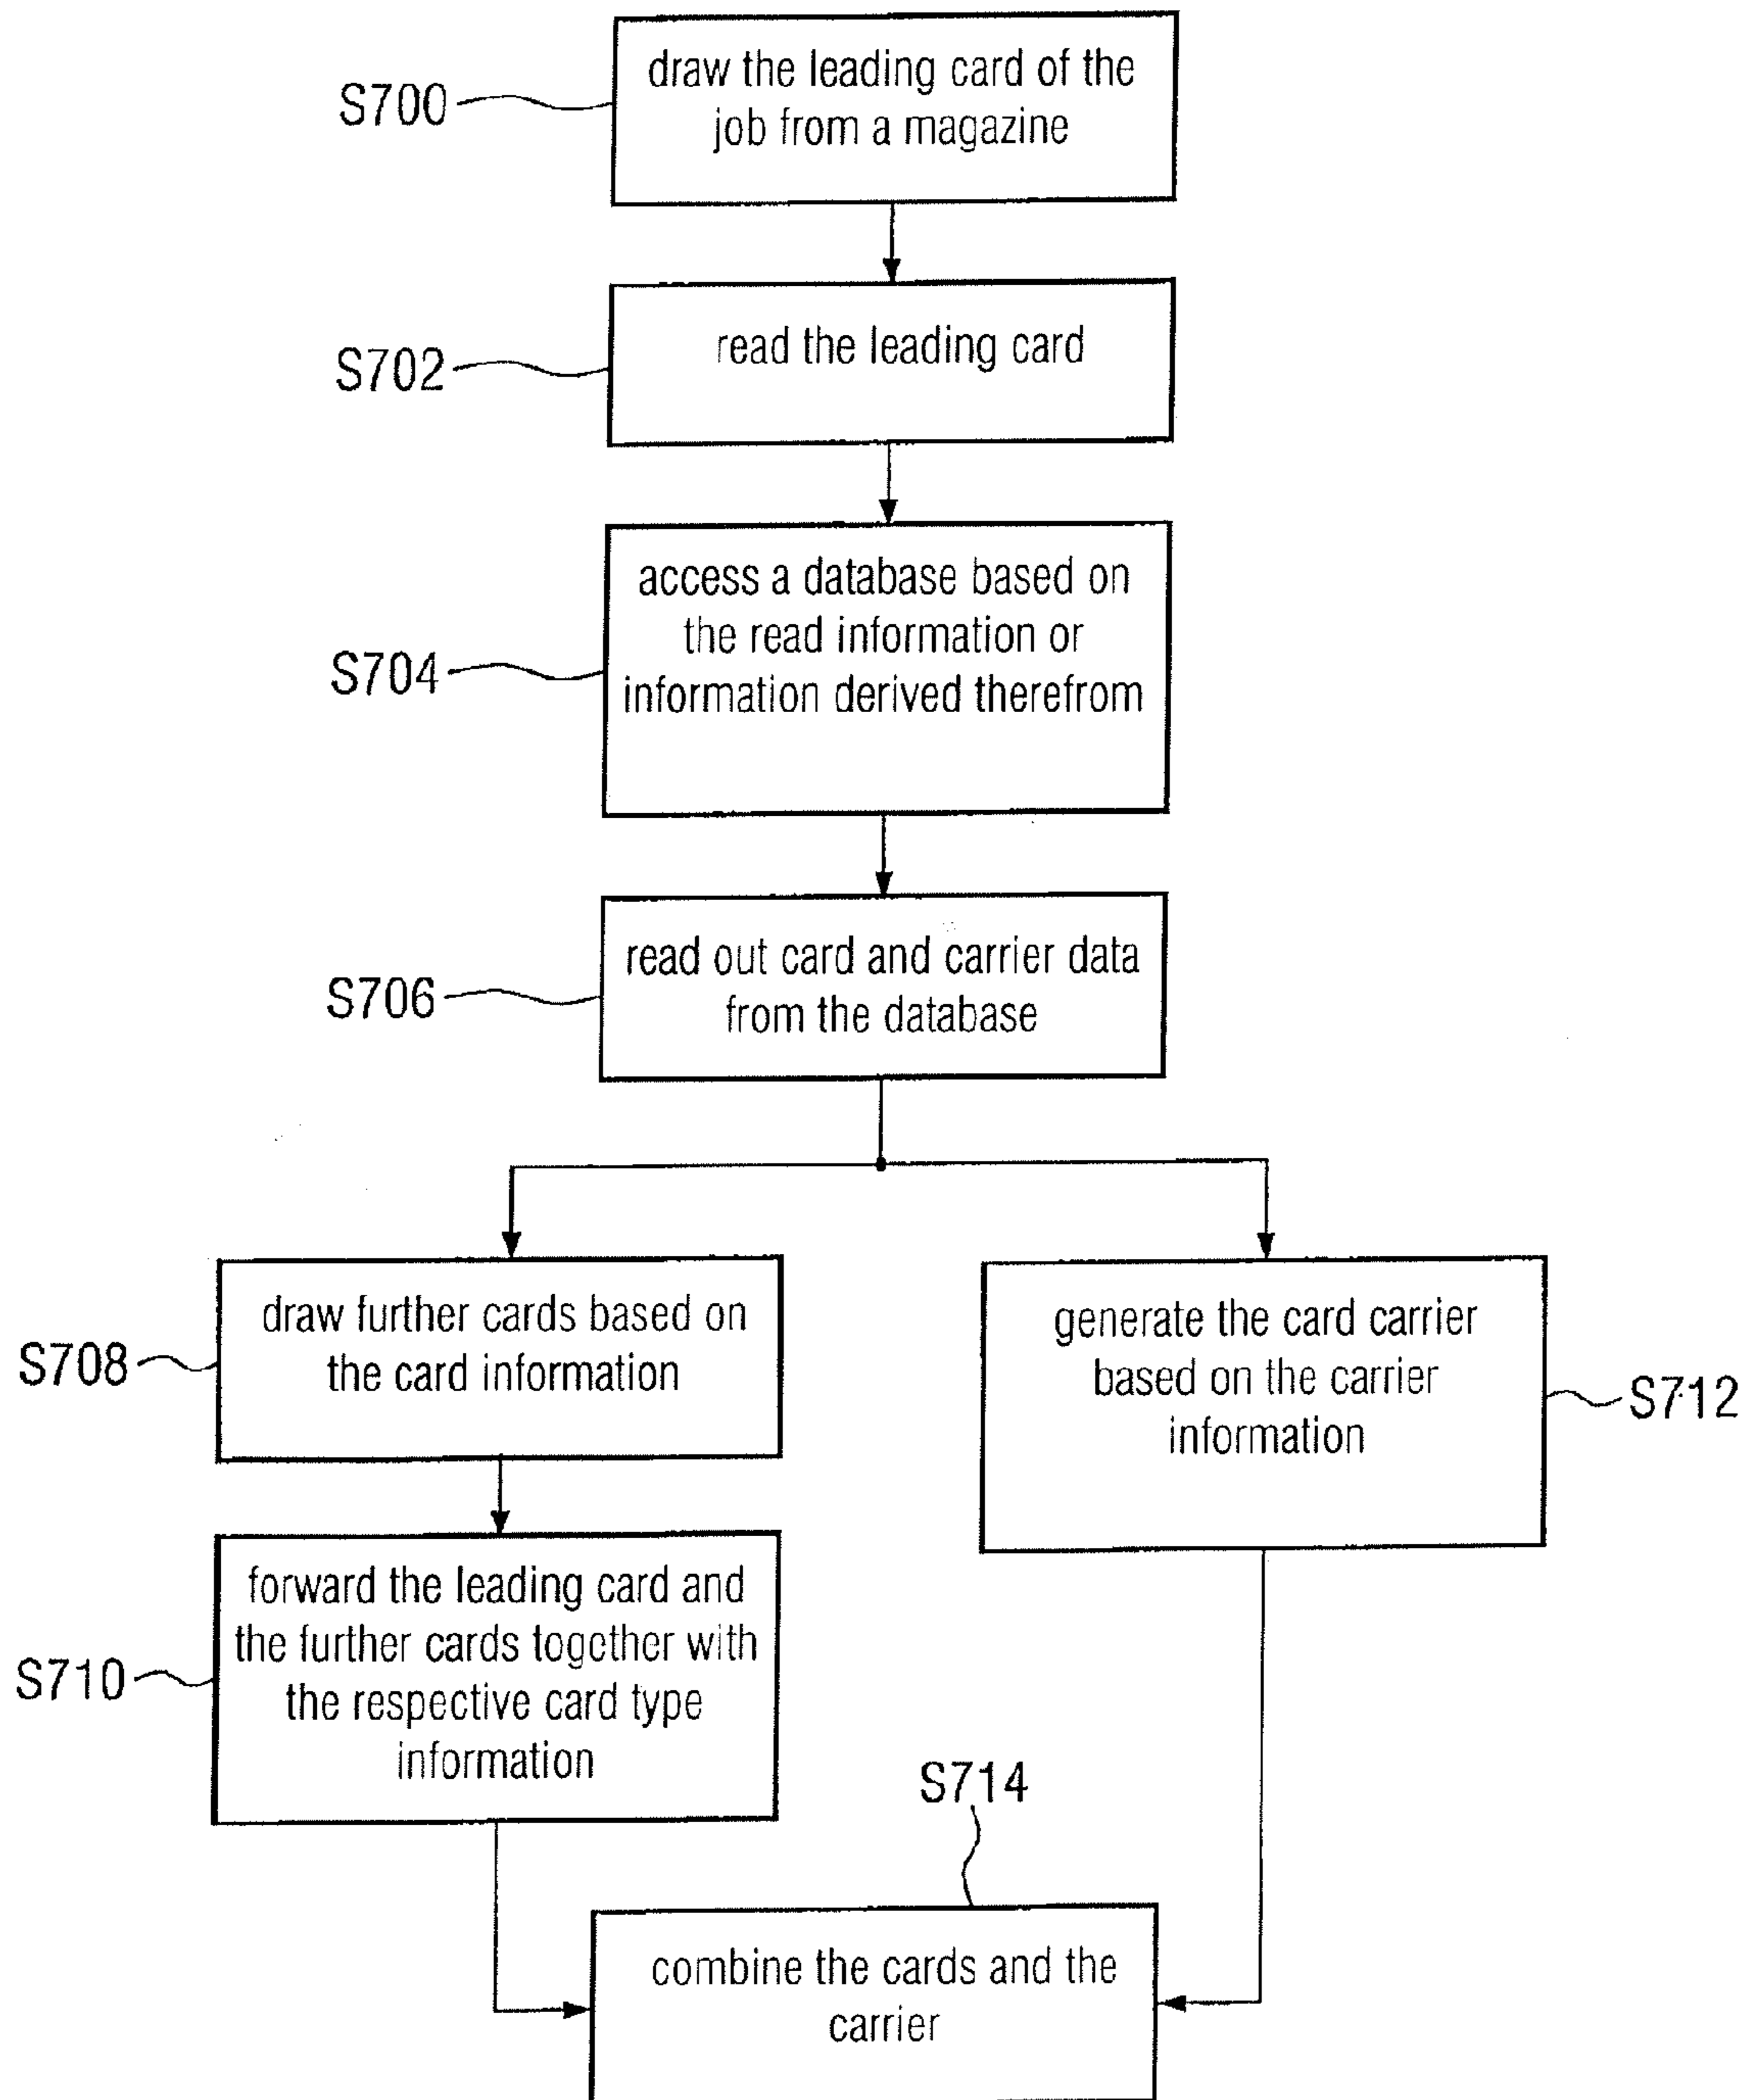 S700
draw the leading card of the
job from a magazine
S702
read the leading card
S704
access a database based on
the read information or
information derived therefrom
S706
read out card and carrier data
from the database
S708
draw further cards based on
the card information
generate the card carrier
based on the carrier
information
S712
S710
forward the leading card and
the further cards together with
the respective card type
information
S714
combine the cards and the
carrier